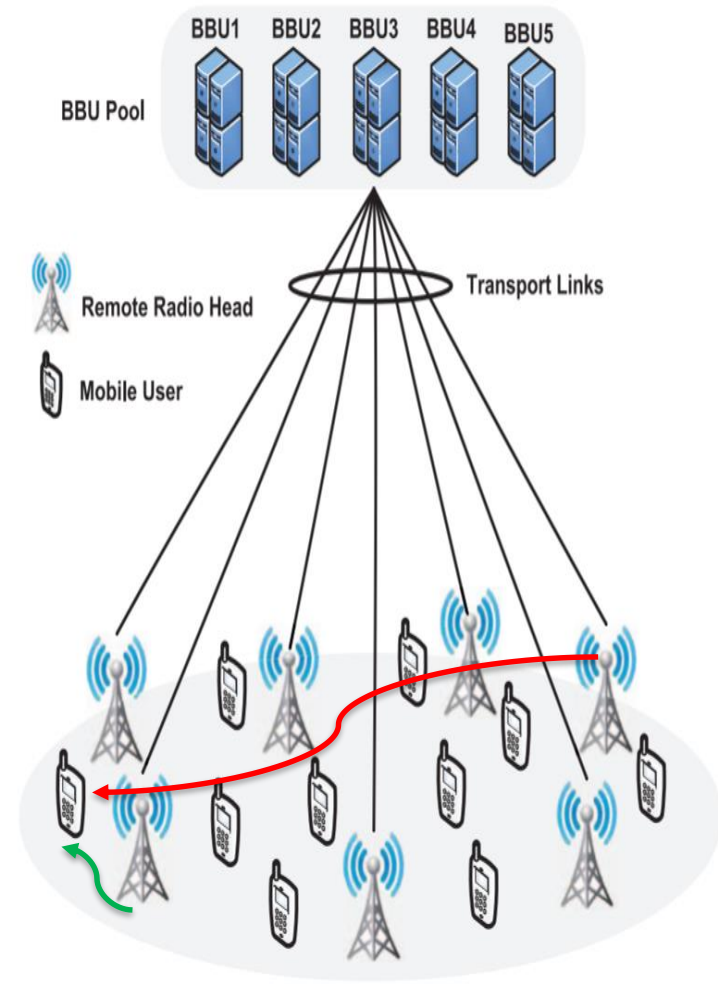 BBU1 BBU2 BBU3 BBU4 BBU5
BBU Pool
Transport Links
Remote Radio Head
Mobile User